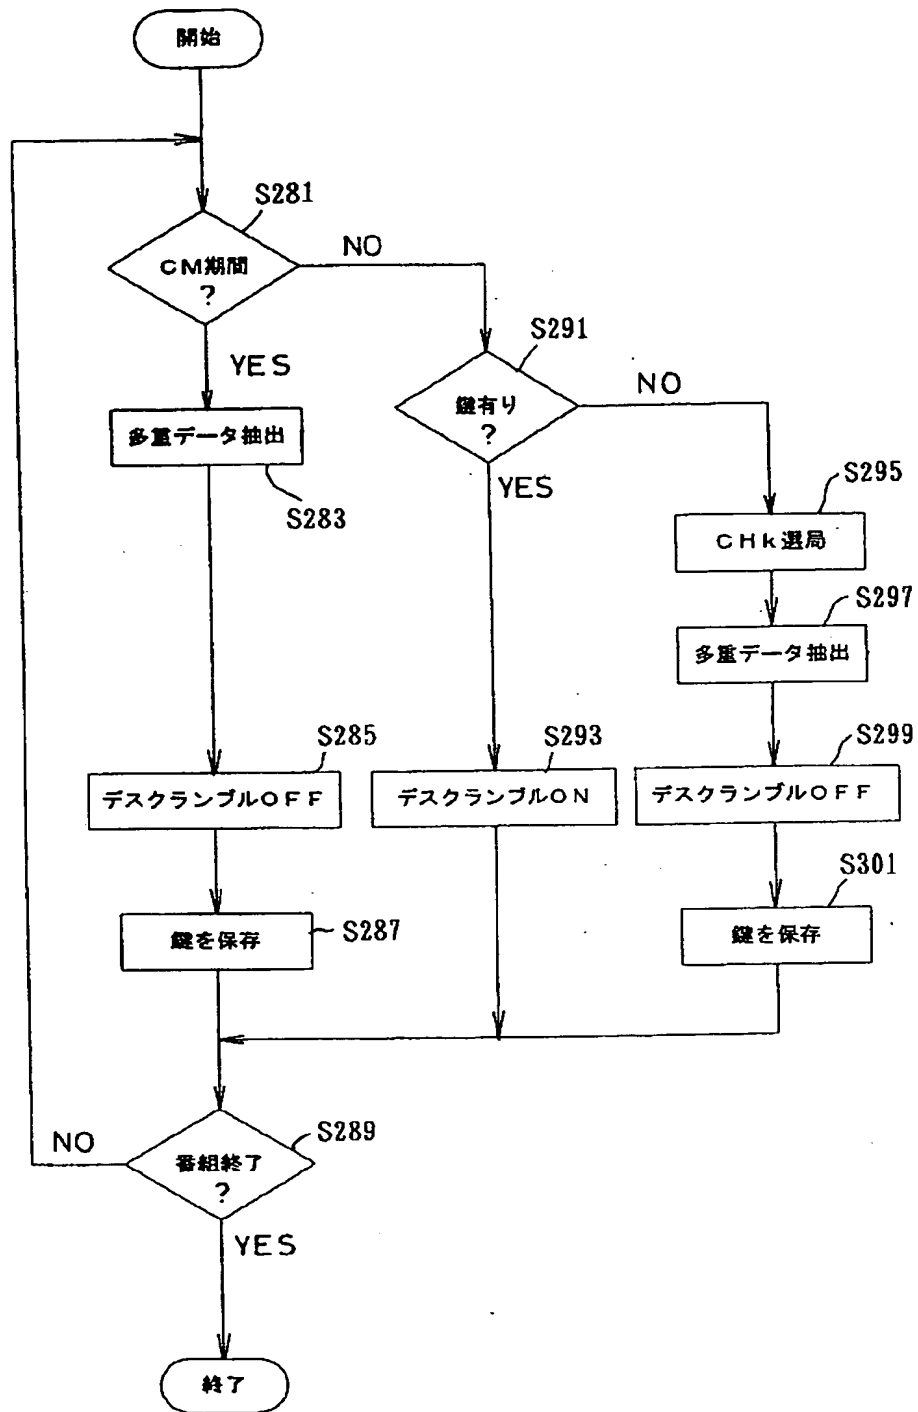 開始
S281
CM期間
?
NO
YES
S291
鍵有り
?
NO
YES
多重データ抽出
S283
S295
CHk選局
S297
多重データ抽出
S285
デスクランブルOFF
S293
デスクランブルON
S299
デスクランブルOFF
S287
鍵を保存
S301
鍵を保存
S289
番組終了
?
NO
YES
終了